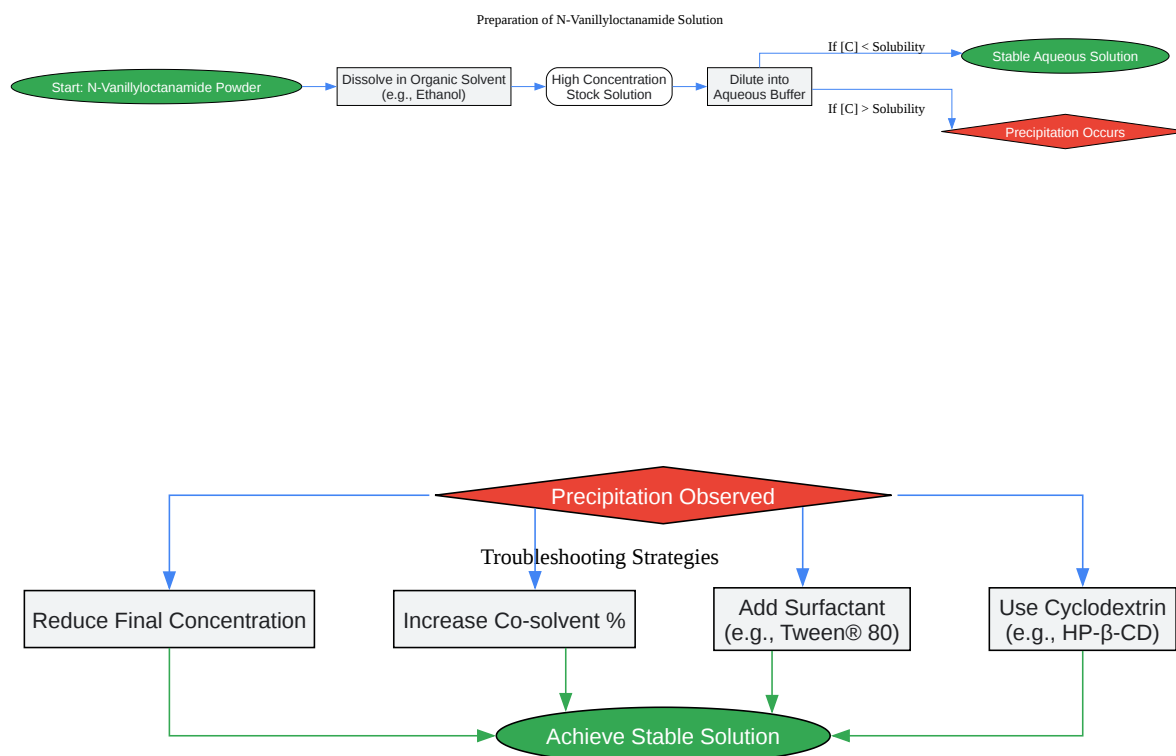 Preparation of N-Vanillyloctanamide Solution
Start: N-Vanillyloctanamide Powder
Dissolve in Organic Solvent
(e.g., Ethanol)
High Concentration
Stock Solution
Dilute into
Aqueous Buffer
If [C] < Solubility
Stable Aqueous Solution
If [C] > Solubility
Precipitation Occurs
Precipitation Observed
Troubleshooting Strategies
Reduce Final Concentration
Increase Co-solvent %
Add Surfactant
(e.g., Tween® 80)
Use Cyclodextrin
(e.g., HP-β-CD)
Achieve Stable Solution